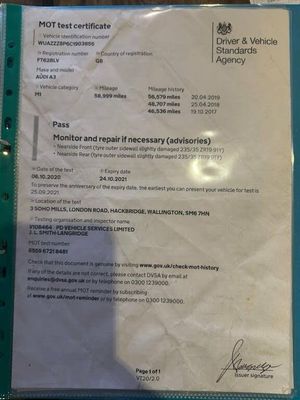 MOT test certificate
Driver & Vehicle
Standards
Agency
Vehicle identification number
WUAZZZ8P6C1903856
Registration number
Country of registration
FT62BLV
GB
Make and model
AUDI A3
Vehicle category
Mileage
Mileage history
M1
58,999 miles
56,579 miles 20.04.2019
48,707 miles 25.04.2018
46,536 miles 19.10.2017
Pass
Monitor and repair if necessary (advisories)
• Nearside Front (tyre outer sidewall slightly damaged 235/35 ZR19 91Y)
• Nearside Rear (tyre outer sidewall slightly damaged 235/35 ZR19 91Y)
Date of the test
Expiry date
06.10.2020
24.10.2021
To preserve the anniversary of the expiry date, the earliest you can present your vehicle for test is
25.09.2021.
Location of the test
3 SOHO MILLS, LONDON ROAD, HACKBRIDGE, WALLINGTON, SM6 7HN
Testing organisation and inspector name
V108464 PD VEHICLE SERVICES LIMITED
J. L. SMITH-LANGRIDGE
MOT test number
8559 6721 8481
Check that this document is genuine by visiting www.gov.uk/check-mot-history
If any of the details are not correct, please contact DVSA by email at
enquiries@dvsa.gov.uk or by telephone on 0300 1239000.
Receive a free annual MOT reminder by subscribing
at www.gov.uk/mot-reminder or by telephone on 0300 1239000.
Page 1 of 1
VT20/2.0
Issuer signature